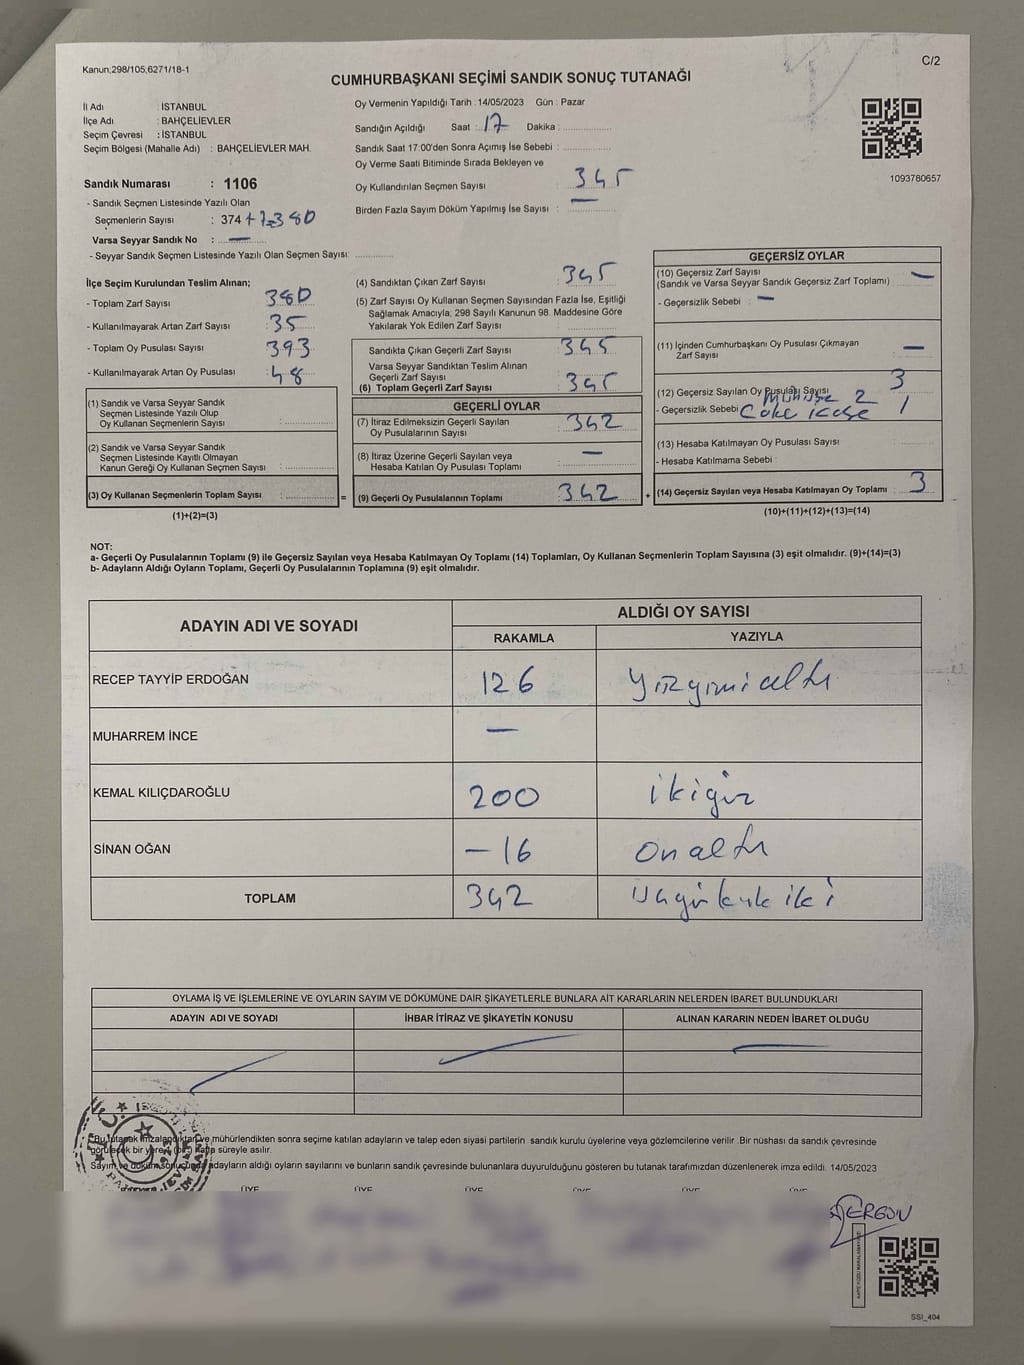 Kanun;298/105,6271/18-1
C/2
CUMHURBAŞKANI SEÇİMİ SANDIK SONUÇ TUTANAĞI
İl Adı : İSTANBUL
İlçe Adı : BAHÇELİEVLER
Seçim Çevresi : İSTANBUL
Seçim Bölgesi (Mahalle Adı) : BAHÇELİEVLER MAH.
Sandık Numarası : 1106
- Sandık Seçmen Listesinde Yazılı Olan
Seçmenlerin Sayısı : 374 + 7=380
Varsa Seyyar Sandık No : —
- Seyyar Sandık Seçmen Listesinde Yazılı Olan Seçmen Sayısı:
Oy Vermenin Yapıldığı Tarih : 14/05/2023 Gün : Pazar
Sandığın Açıldığı Saat : 17 Dakika :
Sandık Saat 17:00'den Sonra Açımış İse Sebebi :
Oy Verme Saati Bitiminde Sırada Bekleyen ve
Oy Kullandırılan Seçmen Sayısı 345
Birden Fazla Sayım Döküm Yapılmış İse Sayısı : —
1093780657
İlçe Seçim Kurulundan Teslim Alınan;
- Toplam Zarf Sayısı 380
- Kullanılmayarak Artan Zarf Sayısı : 35
- Toplam Oy Pusulası Sayısı 393
- Kullanılmayarak Artan Oy Pusulası : 48
(1) Sandık ve Varsa Seyyar Sandık
Seçmen Listesinde Yazılı Olup
Oy Kullanan Seçmenlerin Sayısı :
(2) Sandık ve Varsa Seyyar Sandık
Seçmen Listesinde Kayıtlı Olmayan
Kanun Gereği Oy Kullanan Seçmen Sayısı :
(3) Oy Kullanan Seçmenlerin Toplam Sayısı : =
(1)+(2)=(3)
(4) Sandıktan Çıkan Zarf Sayısı 345
(5) Zarf Sayısı Oy Kullanan Seçmen Sayısından Fazla İse, Eşitliği
Sağlamak Amacıyla, 298 Sayılı Kanunun 98. Maddesine Göre
Yakılarak Yok Edilen Zarf Sayısı
Sandıkta Çıkan Geçerli Zarf Sayısı : 345
Varsa Seyyar Sandıktan Teslim Alınan
Geçerli Zarf Sayısı
(6) Toplam Geçerli Zarf Sayısı : 345
GEÇERLİ OYLAR
(7) İtiraz Edilmeksizin Geçerli Sayılan
Oy Pusulalarının Sayısı : 342
(8) İtiraz Üzerine Geçerli Sayılan veya
Hesaba Katılan Oy Pusulası Toplamı : —
(9) Geçerli Oy Pusulalarının Toplamı : 342 +
GEÇERSİZ OYLAR
(10) Geçersiz Zarf Sayısı
(Sandık ve Varsa Seyyar Sandık Geçersiz Zarf Toplamı) : —
- Geçersizlik Sebebi : —
(11) İçinden Cumhurbaşkanı Oy Pusulası Çıkmayan
Zarf Sayısı : —
(12) Geçersiz Sayılan Oy Pusulası Sayısı 3
- Geçersizlik Sebebi 2
1
(13) Hesaba Katılmayan Oy Pusulası Sayısı
- Hesaba Katılmama Sebebi :
(14) Geçersiz Sayılan veya Hesaba Katılmayan Oy Toplamı : 3
(10)+(11)+(12)+(13)=(14)
NOT:
a- Geçerli Oy Pusulalarının Toplamı (9) ile Geçersiz Sayılan veya Hesaba Katılmayan Oy Toplamı (14) Toplamları, Oy Kullanan Seçmenlerin Toplam Sayısına (3) eşit olmalıdır. (9)+(14)=(3)
b- Adayların Aldığı Oyların Toplamı, Geçerli Oy Pusulalarının Toplamına (9) eşit olmalıdır.
ADAYIN ADI VE SOYADI
ALDIĞI OY SAYISI
RAKAMLA YAZIYLA
RECEP TAYYİP ERDOĞAN 126 yüzyirmialtı
MUHARREM İNCE —
KEMAL KILIÇDAROĞLU 200 ikiyüz
SİNAN OĞAN — 16 onaltı
TOPLAM 342 üçyüzkırkiki
OYLAMA İŞ VE İŞLEMLERİNE VE OYLARIN SAYIM VE DÖKÜMÜNE DAİR ŞİKAYETLERLE BUNLARA AİT KARARLARIN NELERDEN İBARET BULUNDUKLARI
ADAYIN ADI VE SOYADI İHBAR İTİRAZ VE ŞİKAYETİN KONUSU ALINAN KARARIN NEDEN İBARET OLDUĞU
Bu tutanak imzalandıktan ve mühürlendikten sonra seçime katılan adayların ve talep eden siyasi partilerin sandık kurulu üyelerine veya gözlemcilerine verilir .Bir nüshası da sandık çevresinde
görülecek bir yere (bir) hafta süreyle asılır.
Sayım ve döküm sonucunda adayların aldığı oyların sayılarını ve bunların sandık çevresinde bulunanlara duyurulduğunu gösteren bu tutanak tarafımızdan düzenlenerek imza edildi. 14/05/2023
ÜYE ÜYE ÜYE ÜYE ÜYE ÜYE
ERGÜN
SSI_404